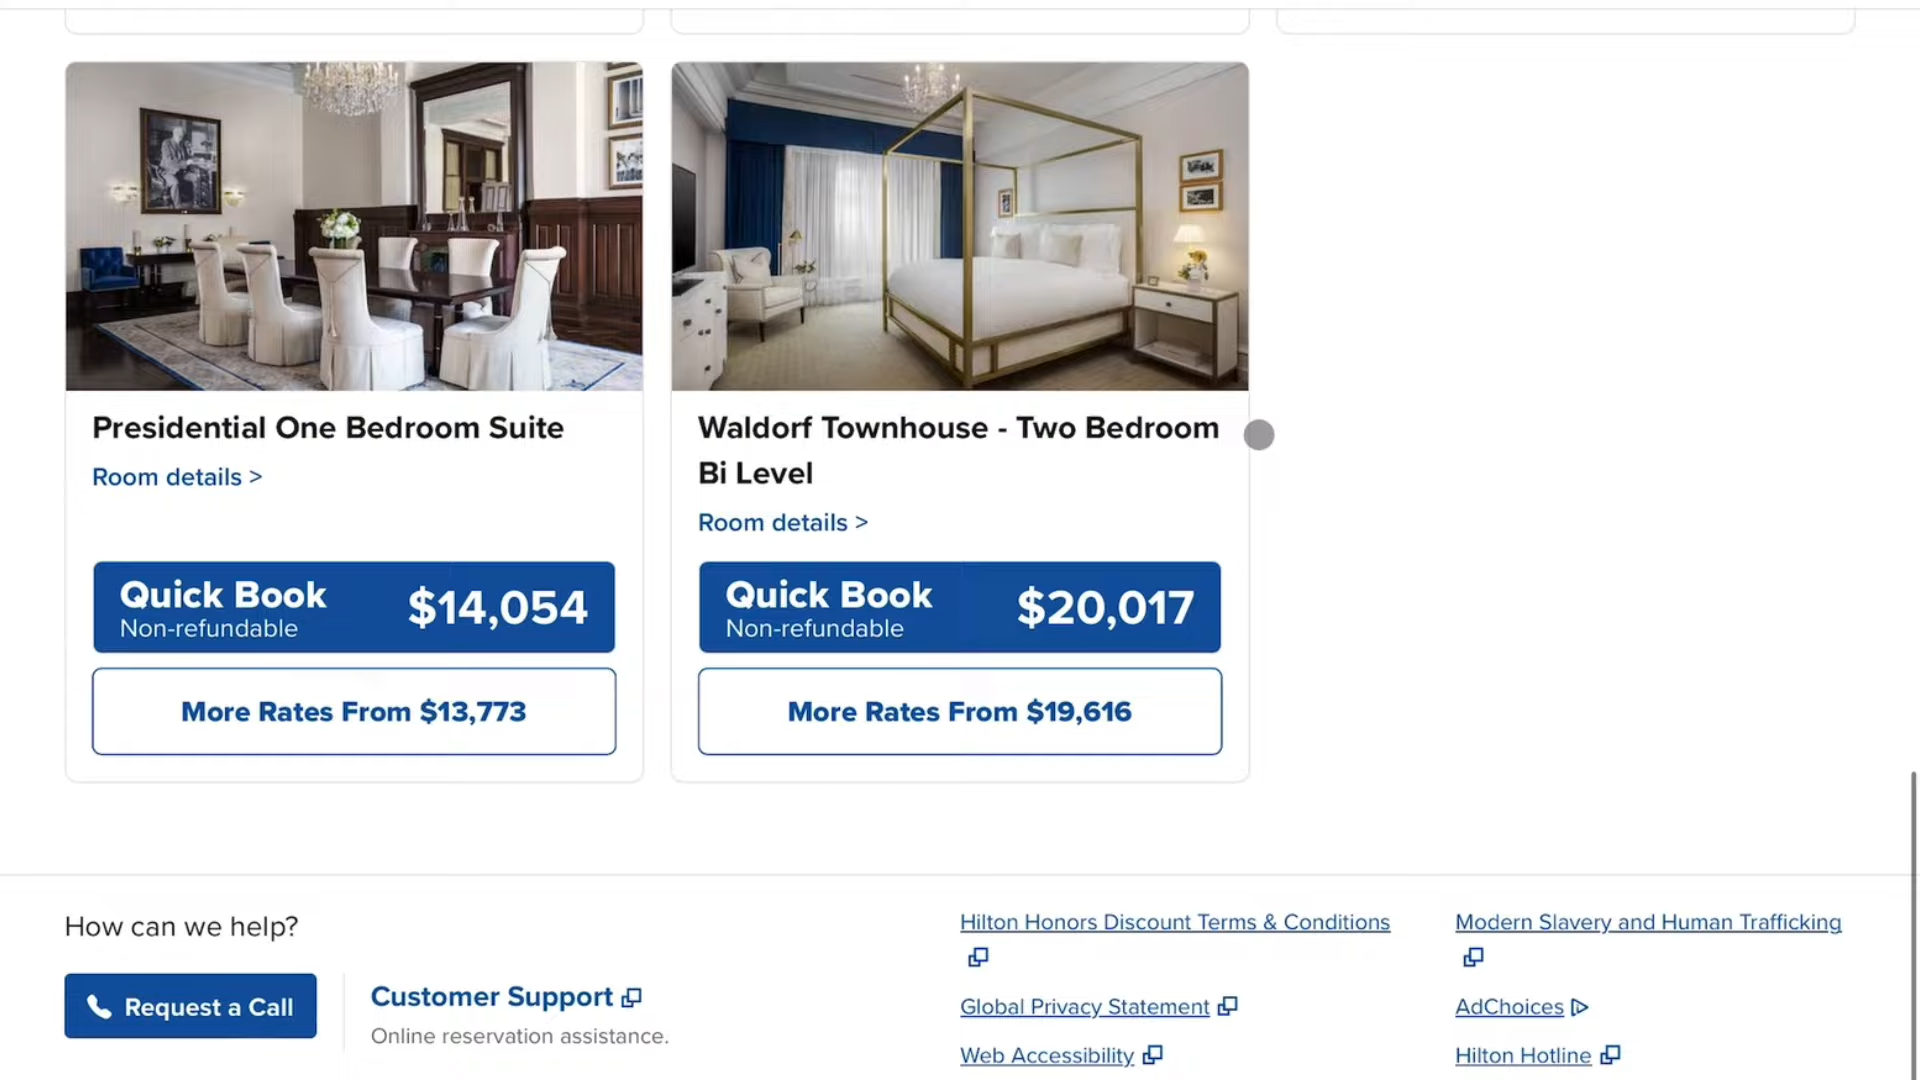 Presidential One Bedroom Suite
Room details >
Quick Book
Non-refundable
$14,054
More Rates From $13,773
Waldorf Townhouse - Two Bedroom
Bi Level
Room details >
Quick Book
Non-refundable
$20,017
More Rates From $19,616
How can we help?
Request a Call
Customer Support
Online reservation assistance.
Hilton Honors Discount Terms & Conditions
Global Privacy Statement
Web Accessibility
Modern Slavery and Human Trafficking
AdChoices
Hilton Hotline